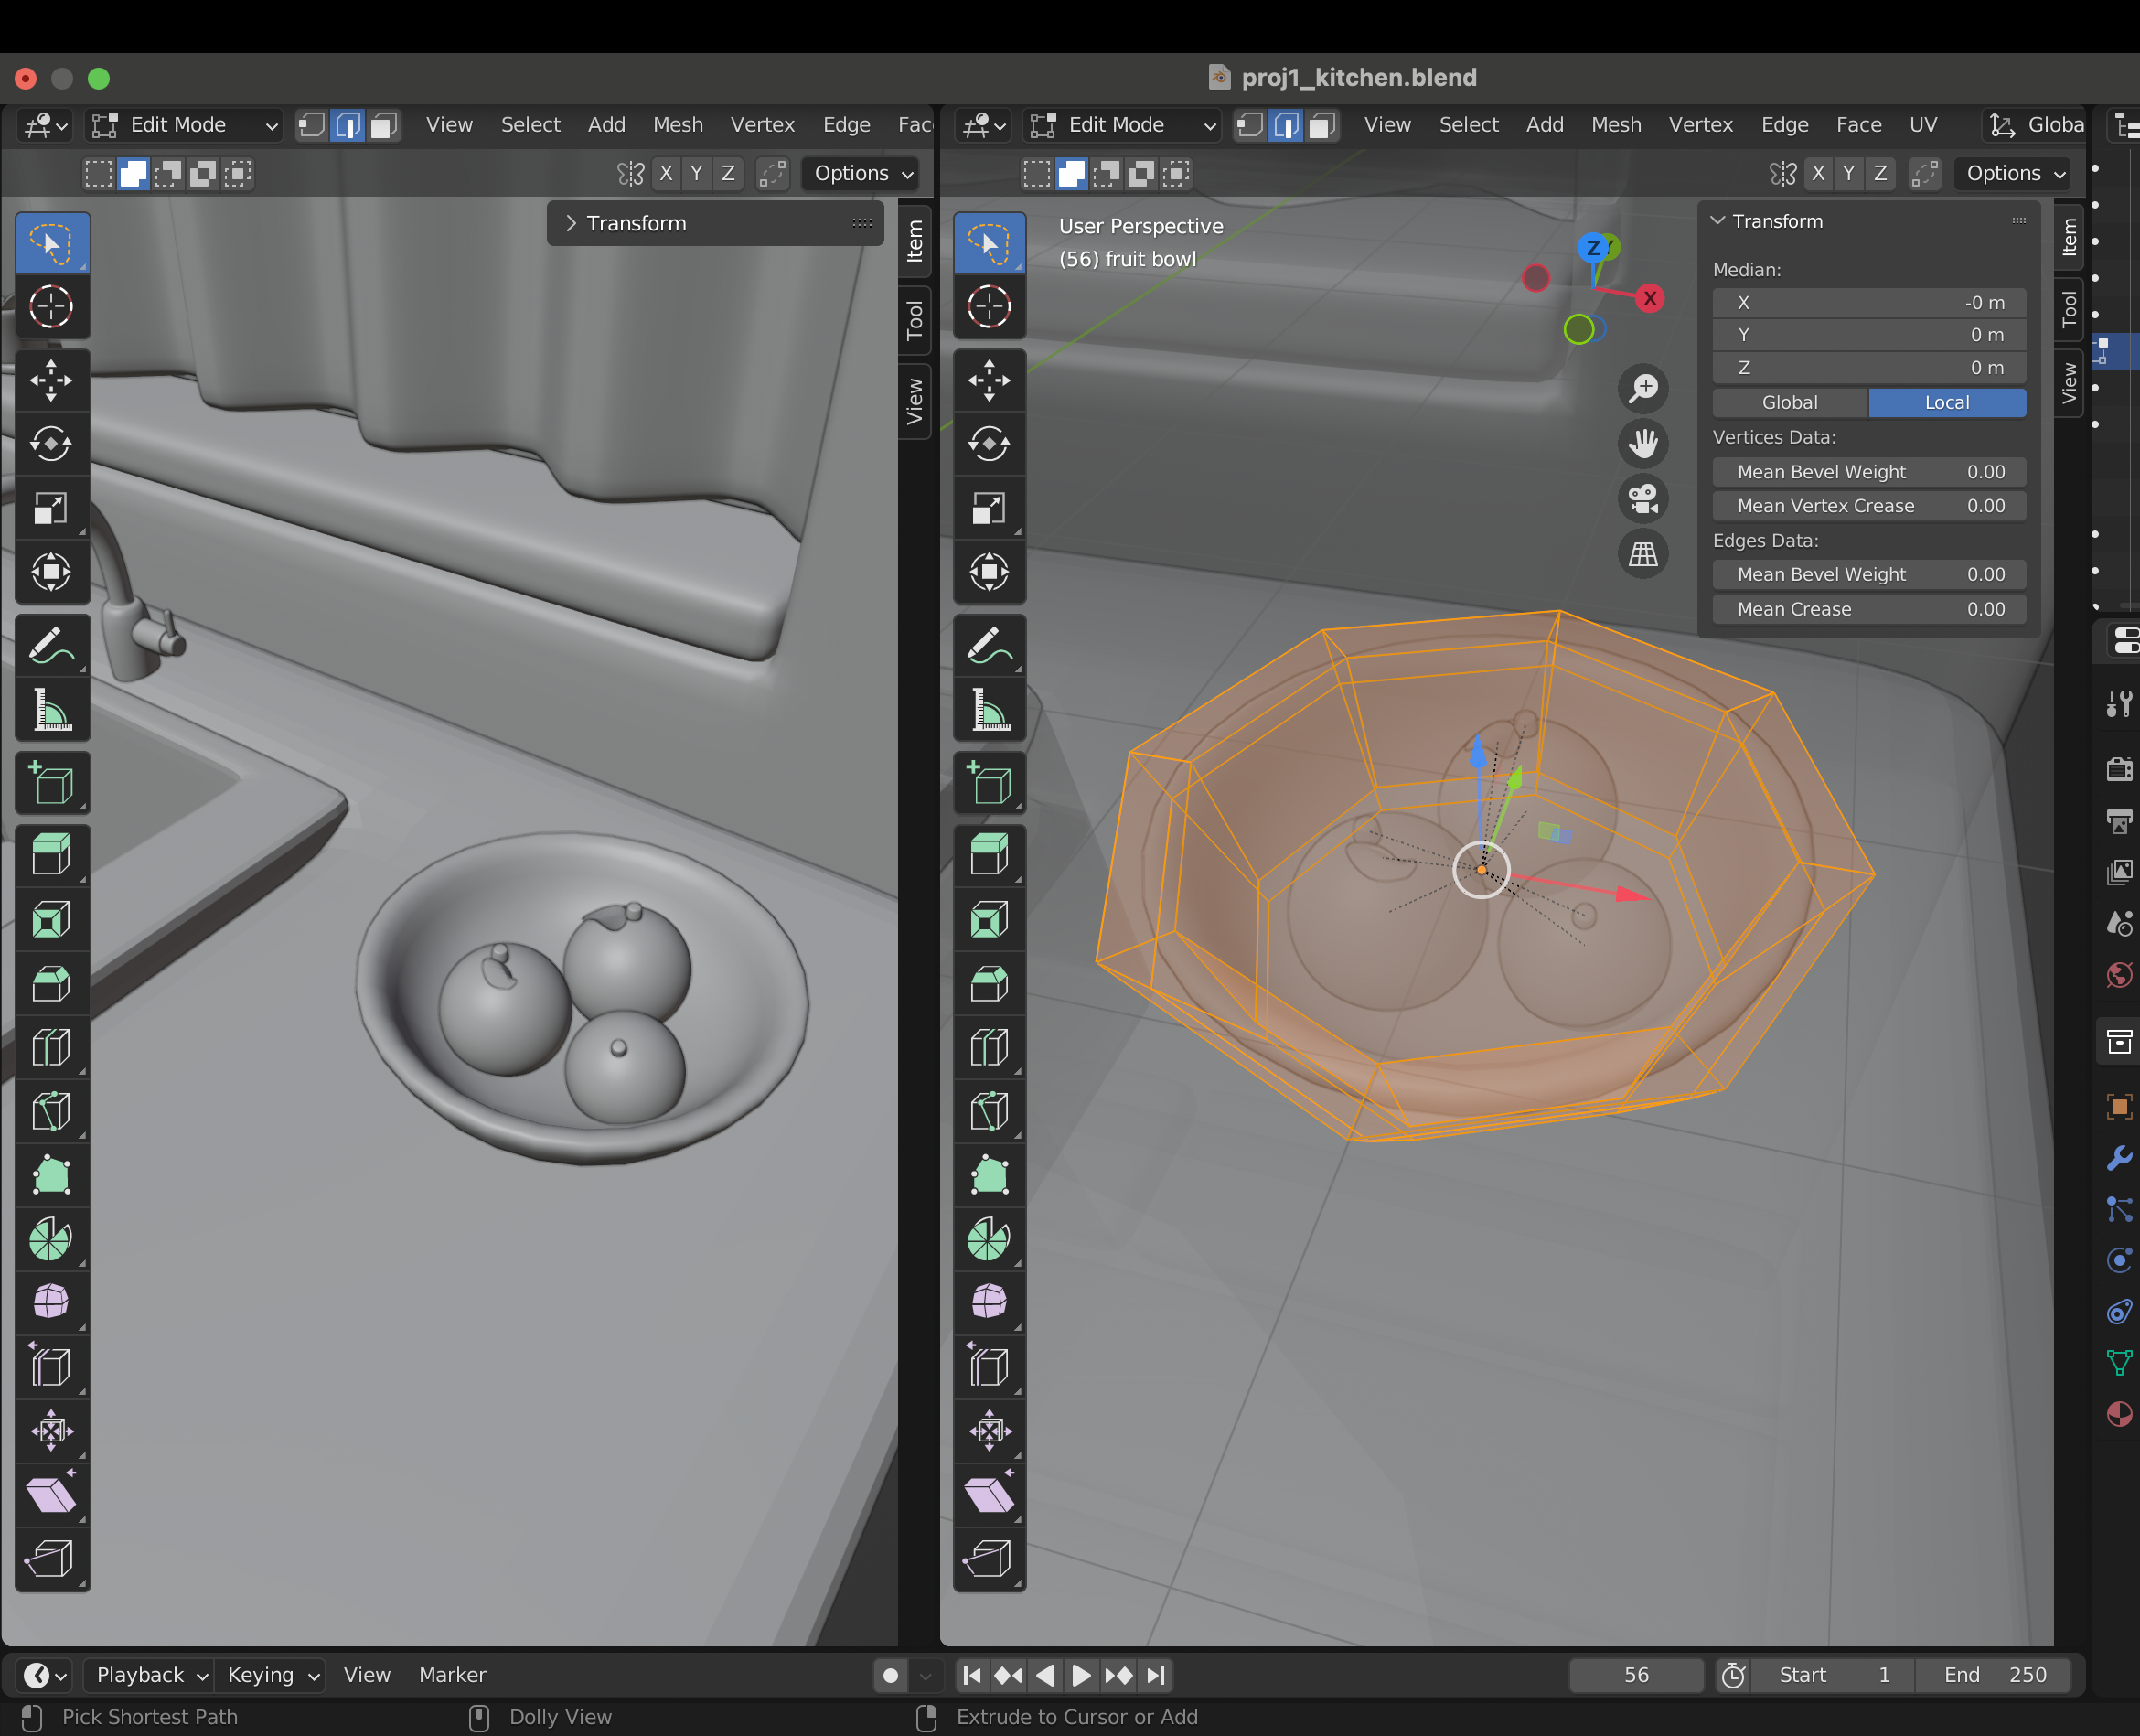 proj1_kitchen.blend
Edit Mode View Select Add Mesh Vertex Edge Fac
Edit Mode View Select Add Mesh Vertex Edge Face UV Globa
X Y Z Options
X Y Z Options
Transform
Item
Tool
View
User Perspective
(56) fruit bowl
Z
X
Transform
Median:
X -0 m
Y 0 m
Z 0 m
Global Local
Vertices Data:
Mean Bevel Weight 0.00
Mean Vertex Crease 0.00
Edges Data:
Mean Bevel Weight 0.00
Mean Crease 0.00
Item
Tool
View
Playback Keying View Marker 56 Start 1 End 250
Pick Shortest Path Dolly View Extrude to Cursor or Add